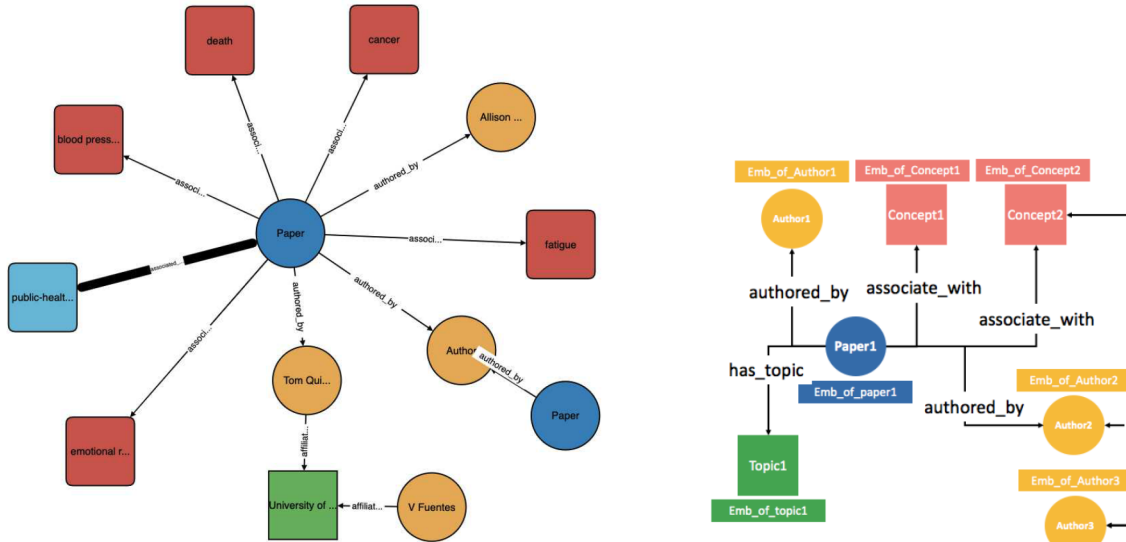 death
cancer
blood press...
Allison ...
associ...
associ...
associ...
authored_by
Paper
associ...
fatigue
associated_...
public-healt...
authored_by
authored_by
associ...
Author
authored_by
Tom Qui...
Paper
emotional r...
affiliat...
University of ...
affiliat...
V Fuentes
Emb_of_Author1
Emb_of_Concept1
Emb_of_Concept2
Author1
Concept1
Concept2
authored_by
associate_with
associate_with
Paper1
has_topic
Emb_of_paper1
authored_by
Emb_of_Author2
Author2
Topic1
Emb_of_topic1
Emb_of_Author3
Author3